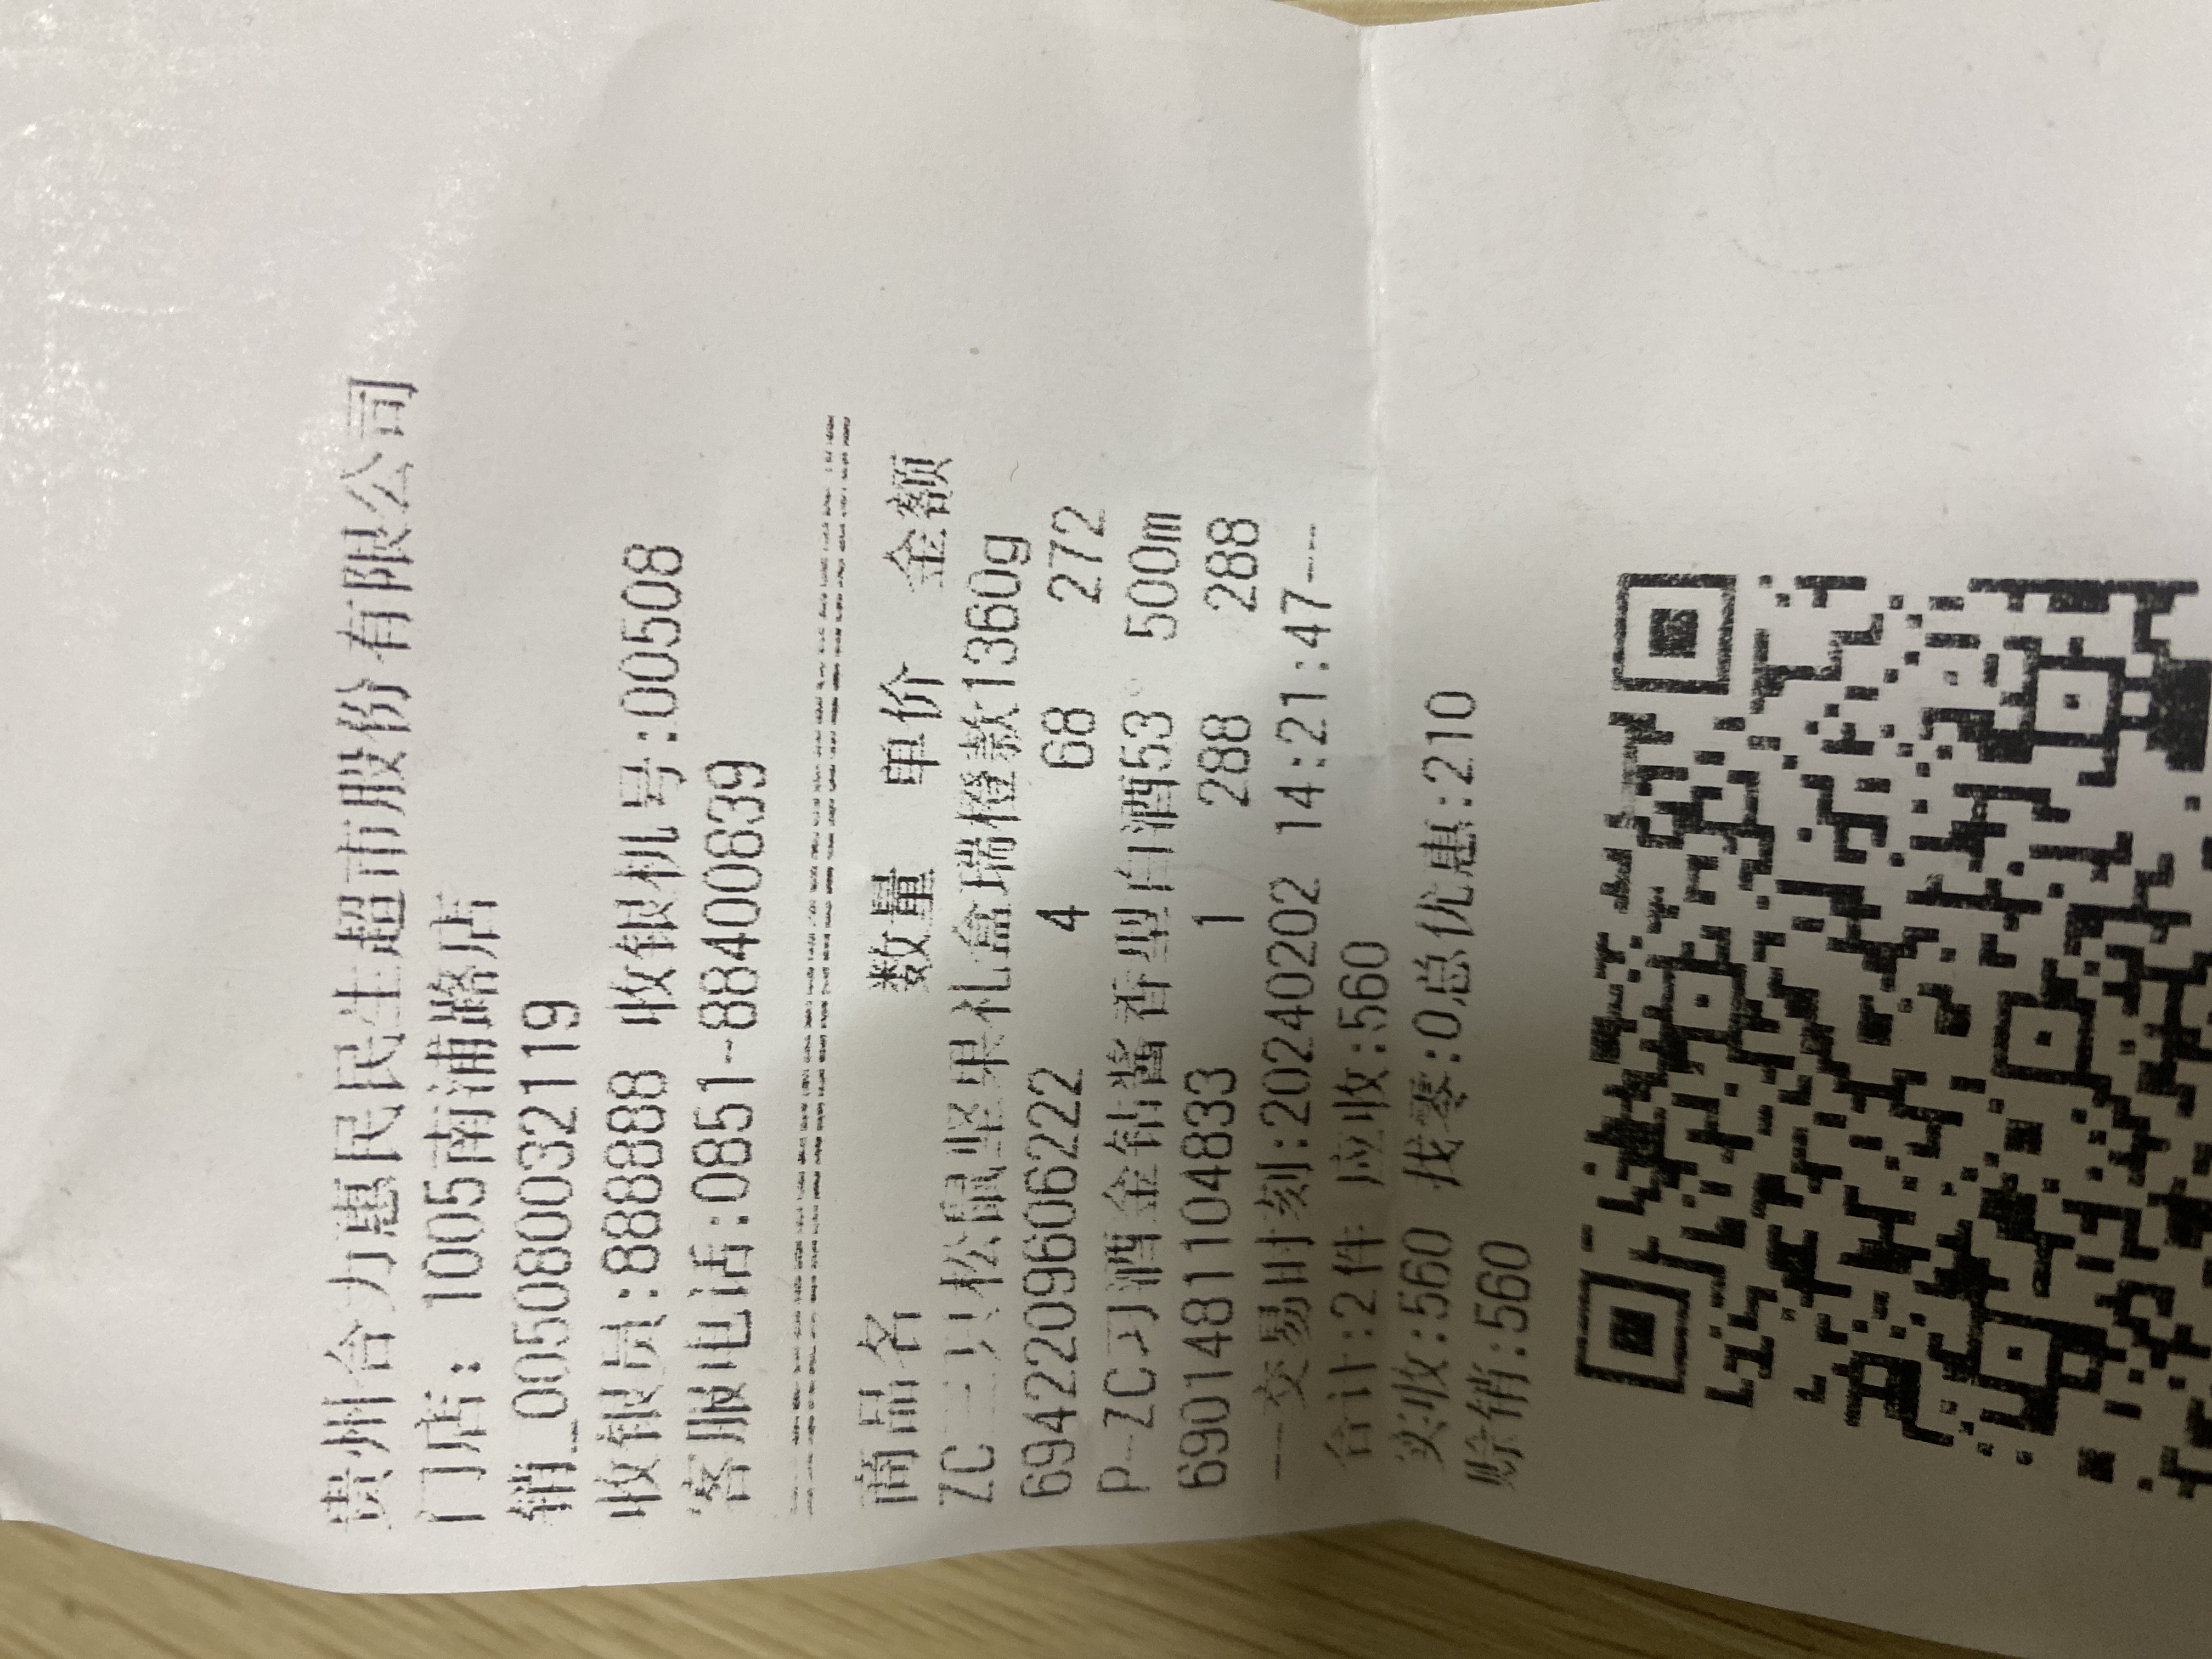 贵州合力惠民民生超市股份有限公司
门店: 1005南浦路店
销_005080032119
收银员:88888 收银机号:00508
客服电话:0851-88400839
商品名 数量 单价 金额
ZC三只松鼠坚果礼盒瑞橙款1360g
6942209606222 4 68 272
P-ZC习酒金钻酱香型白酒53° 500m
6901481104833 1 288 288
--交易时刻:20240202 14:21:47--
合计:2件 应收:560
实收:560 找零:0总优惠:210
赊销:560